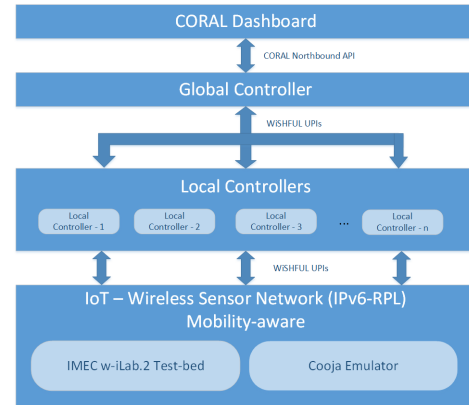 CORAL Dashboard
CORAL Northbound API
Global Controller
WiSHFUL UPIs
Local Controllers
Local
Controller - 1
Local
Controller - 2
Local
Controller - 3
...
Local
Controller - n
WiSHFUL UPIs
IoT – Wireless Sensor Network (IPv6-RPL)
Mobility-aware
IMEC w-iLab.2 Test-bed
Cooja Emulator